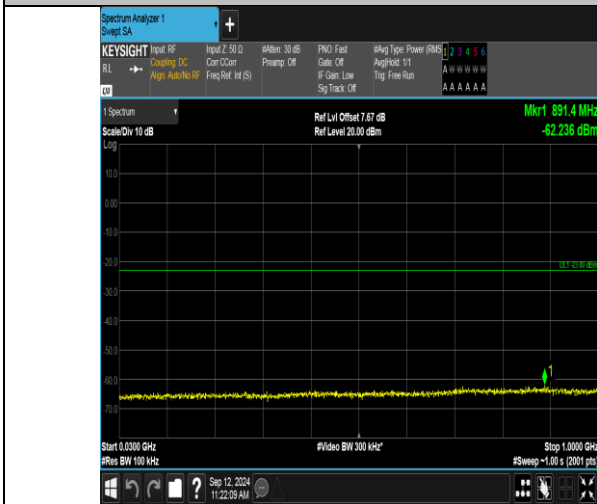 Spectrum Analyzer 1
Swept SA
+
KEYSIGHT
RL
Input: RF
Coupling: DC
Align: Auto/No RF
Input Z: 50 Ω
Corr CCorr
Freq Ref: Int (S)
#Atten: 30 dB
Preamp: Off
PNO: Fast
Gate: Off
IF Gain: Low
Sig Track: Off
#Avg Type: Power (RMS
Avg|Hold: 1/1
Trig: Free Run
1 2 3 4 5 6
A W W W W W
A A A A A A
1 Spectrum
Scale/Div 10 dB
Ref Lvl Offset 7.67 dB
Ref Level 20.00 dBm
Mkr1 891.4 MHz
-62.236 dBm
Log
10.0
0.00
-10.0
-20.0
DL1 -23.00 dBm
-30.0
-40.0
-50.0
1
-60.0
-70.0
Start 0.0300 GHz
#Res BW 100 kHz
#Video BW 300 kHz*
Stop 1.0000 GHz
#Sweep ~1.00 s (2001 pts)
?
Sep 12, 2024
11:22:09 AM